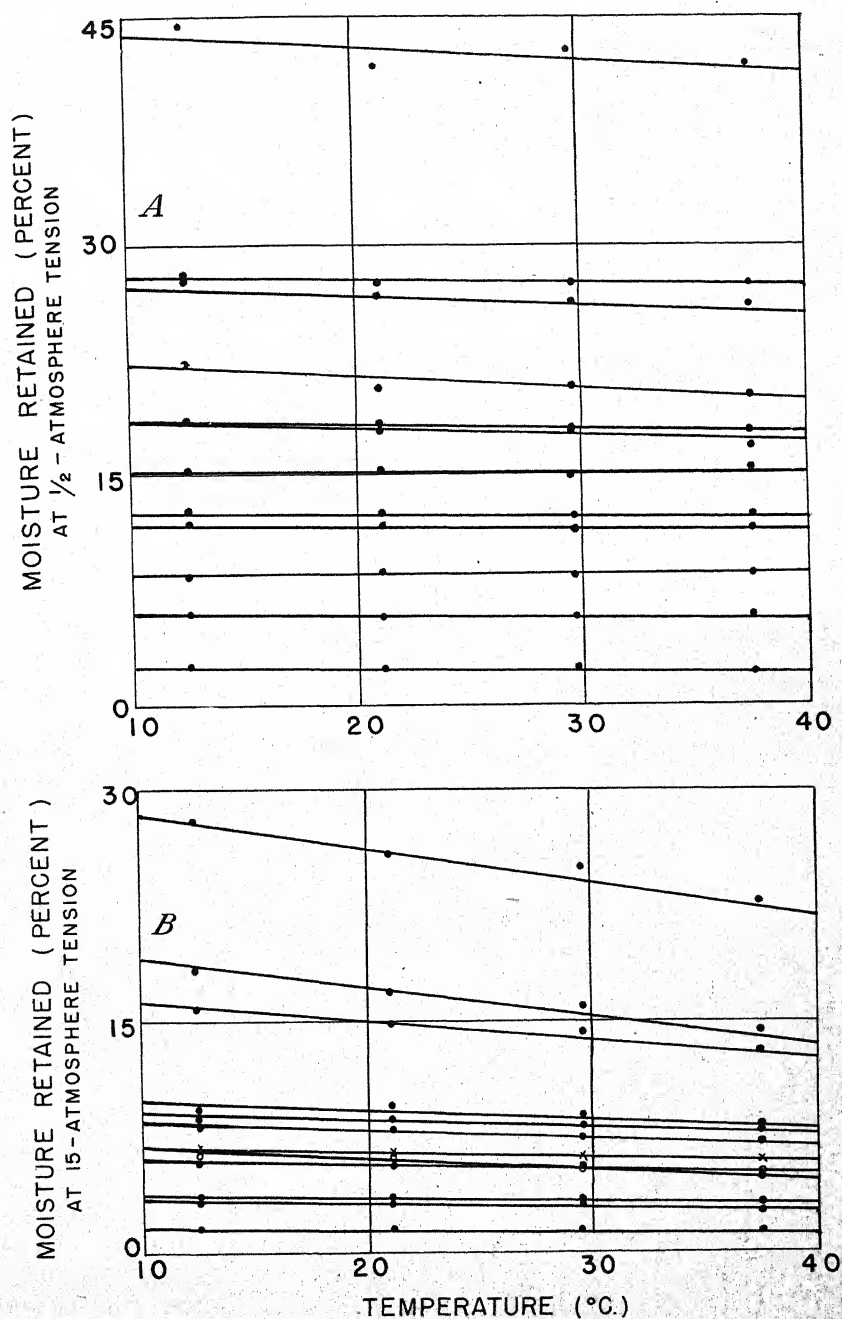 MOISTURE RETAINED (PERCENT)
AT 1/2-ATMOSPHERE TENSION
A
45
30
15
0
10 20 30 40
MOISTURE RETAINED (PERCENT)
AT 15-ATMOSPHERE TENSION
B
30
15
0
10 20 30 40
TEMPERATURE (°C.)